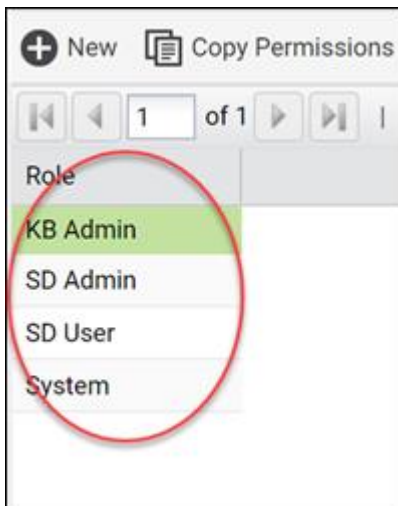 New Copy Permissions
1 of 1
Role
KB Admin
SD Admin
SD User
System